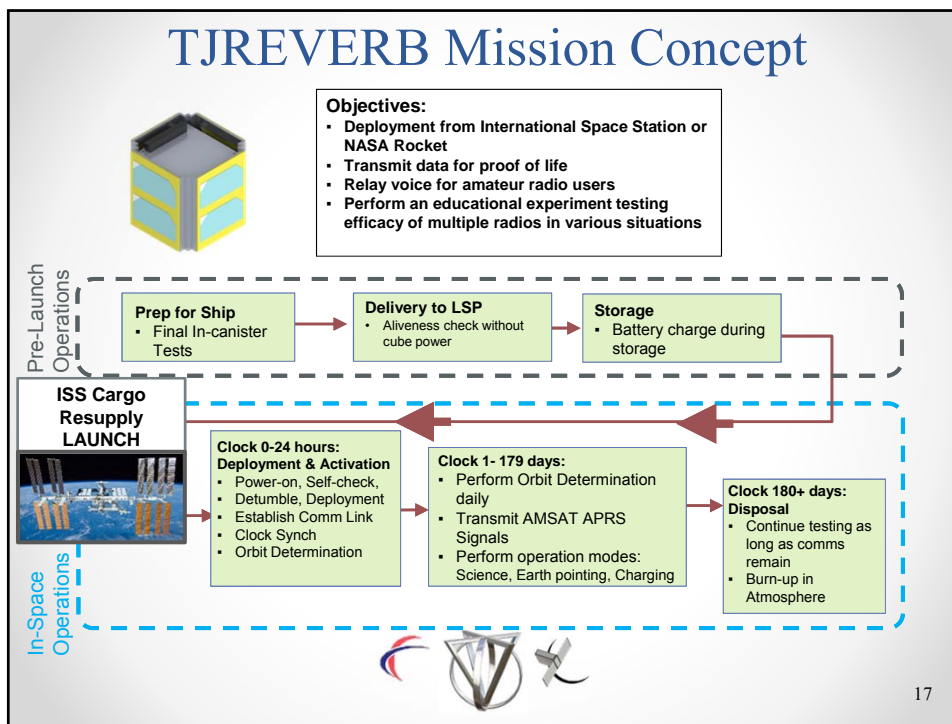 TJREVERB Mission Concept
Objectives:
▪ Deployment from International Space Station or
NASA Rocket
▪ Transmit data for proof of life
▪ Relay voice for amateur radio users
▪ Perform an educational experiment testing
efficacy of multiple radios in various situations
Pre-Launch
Operations
Prep for Ship
▪ Final In-canister
Tests
Delivery to LSP
• Aliveness check without
cube power
Storage
▪ Battery charge during
storage
ISS Cargo
Resupply
LAUNCH
In-Space
Operations
Clock 0-24 hours:
Deployment & Activation
▪ Power-on, Self-check,
▪ Detumble, Deployment
▪ Establish Comm Link
▪ Clock Synch
▪ Orbit Determination
Clock 1- 179 days:
▪ Perform Orbit Determination
daily
▪ Transmit AMSAT APRS
Signals
▪ Perform operation modes:
Science, Earth pointing, Charging
Clock 180+ days:
Disposal
▪ Continue testing as
long as comms
remain
▪ Burn-up in
Atmosphere
17